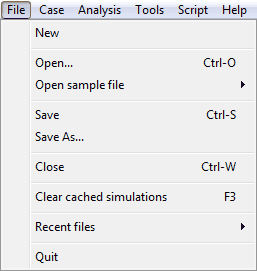 File Case Analysis Tools Script Help
New
Open... Ctrl-O
Open sample file
Save Ctrl-S
Save As...
Close Ctrl-W
Clear cached simulations F3
Recent files
Quit